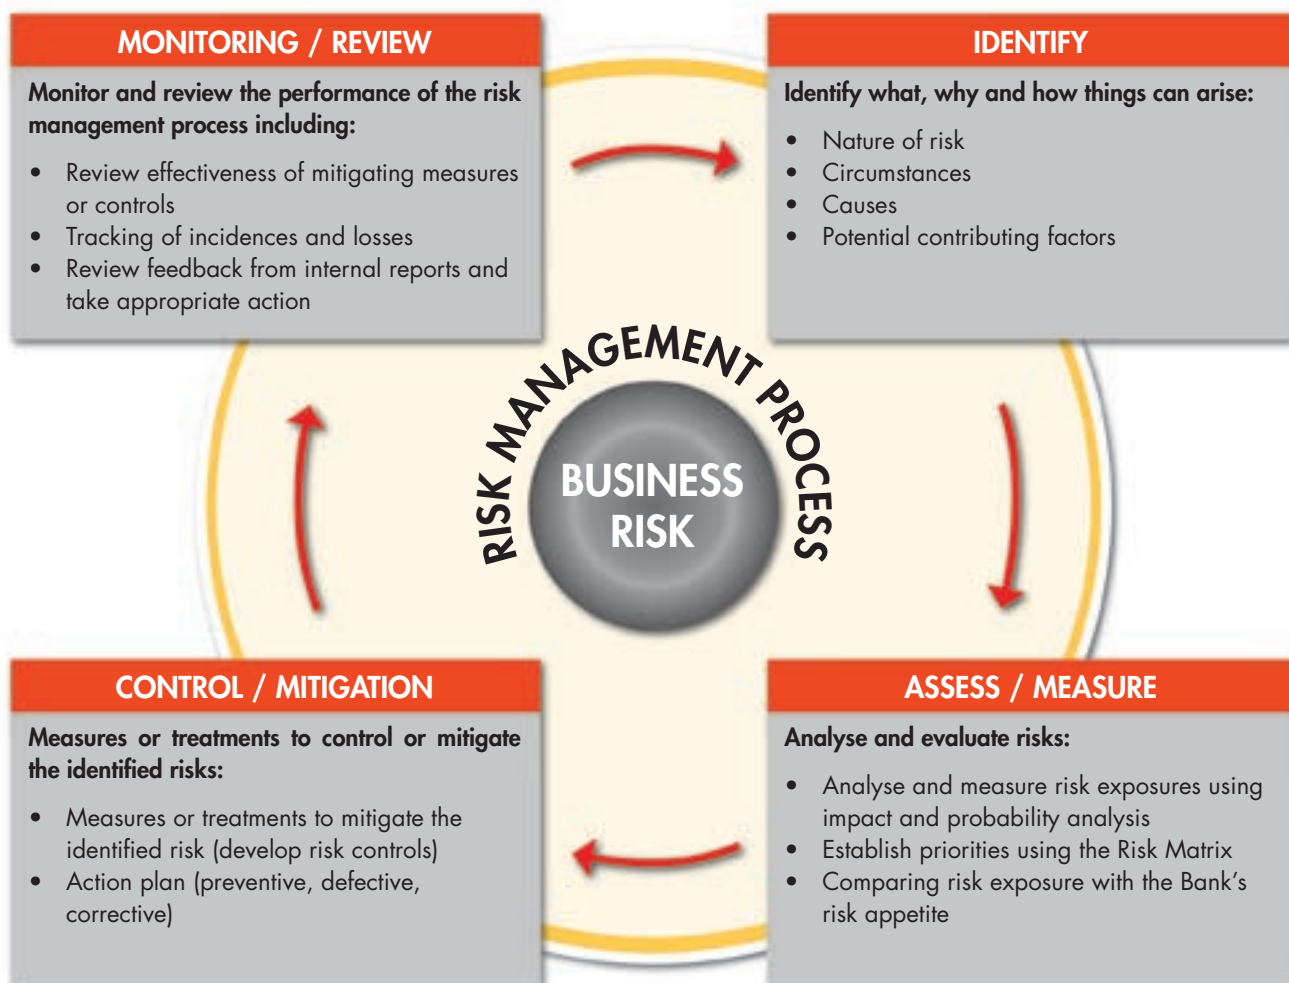 MONITORING / REVIEW
Monitor and review the performance of the risk
management process including:
• Review effectiveness of mitigating measures
or controls
• Tracking of incidences and losses
• Review feedback from internal reports and
take appropriate action
IDENTIFY
Identify what, why and how things can arise:
• Nature of risk
• Circumstances
• Causes
• Potential contributing factors
RISK MANAGEMENT PROCESS
BUSINESS
RISK
CONTROL / MITIGATION
Measures or treatments to control or mitigate
the identified risks:
• Measures or treatments to mitigate the
identified risk (develop risk controls)
• Action plan (preventive, defective,
corrective)
ASSESS / MEASURE
Analyse and evaluate risks:
• Analyse and measure risk exposures using
impact and probability analysis
• Establish priorities using the Risk Matrix
• Comparing risk exposure with the Bank's
risk appetite